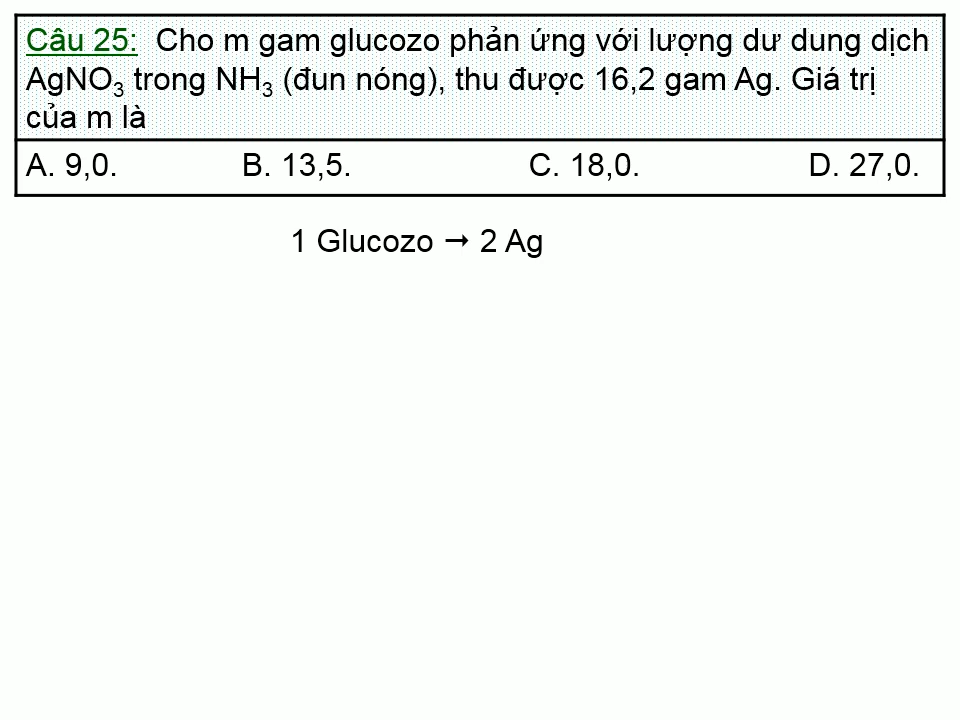 Câu 25: Cho m gam glucozo phản ứng với lượng dư dung dịch
AgNO₃ trong NH₃ (đun nóng), thu được 16,2 gam Ag. Giá trị
của m là
A. 9,0. B. 13,5. C. 18,0. D. 27,0.
1 Glucozo → 2 Ag